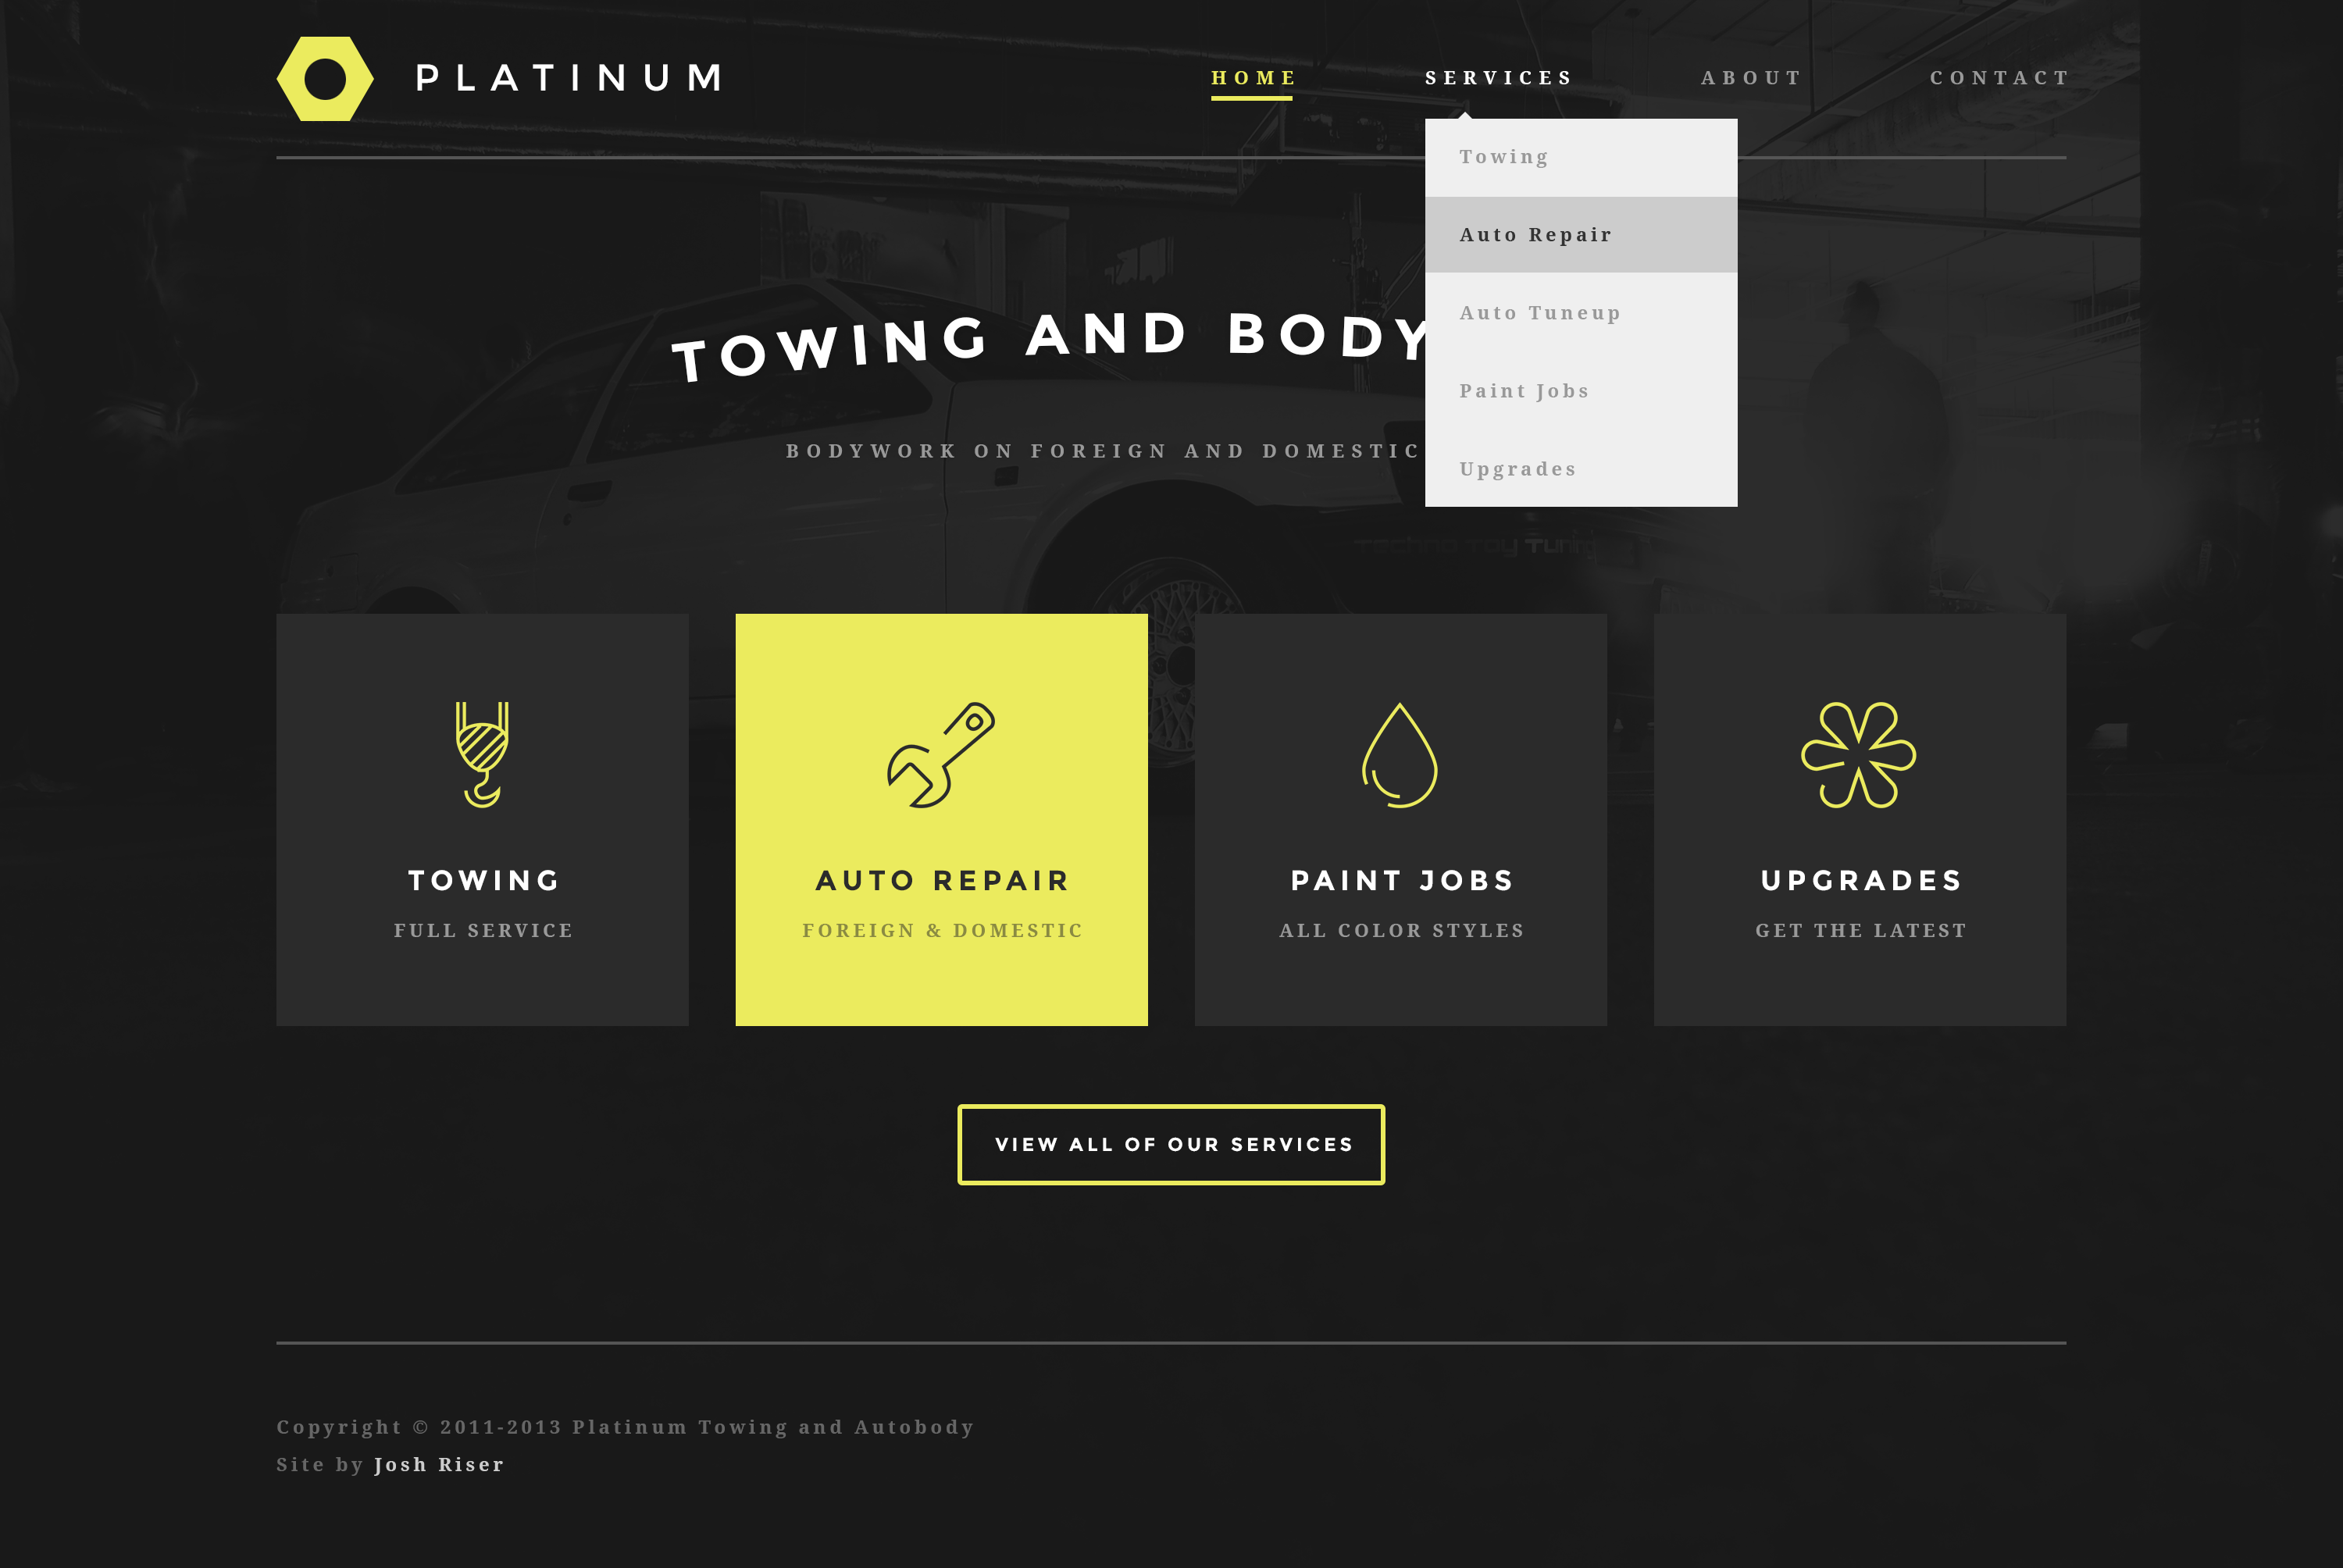 PLATINUM
HOME SERVICES ABOUT CONTACT
Towing
Auto Repair
Auto Tuneup
Paint Jobs
Upgrades
TOWING AND BODY
BODYWORK ON FOREIGN AND DOMESTIC
TOWING
FULL SERVICE
AUTO REPAIR
FOREIGN & DOMESTIC
PAINT JOBS
ALL COLOR STYLES
UPGRADES
GET THE LATEST
VIEW ALL OF OUR SERVICES
Copyright © 2011-2013 Platinum Towing and Autobody
Site by Josh Riser